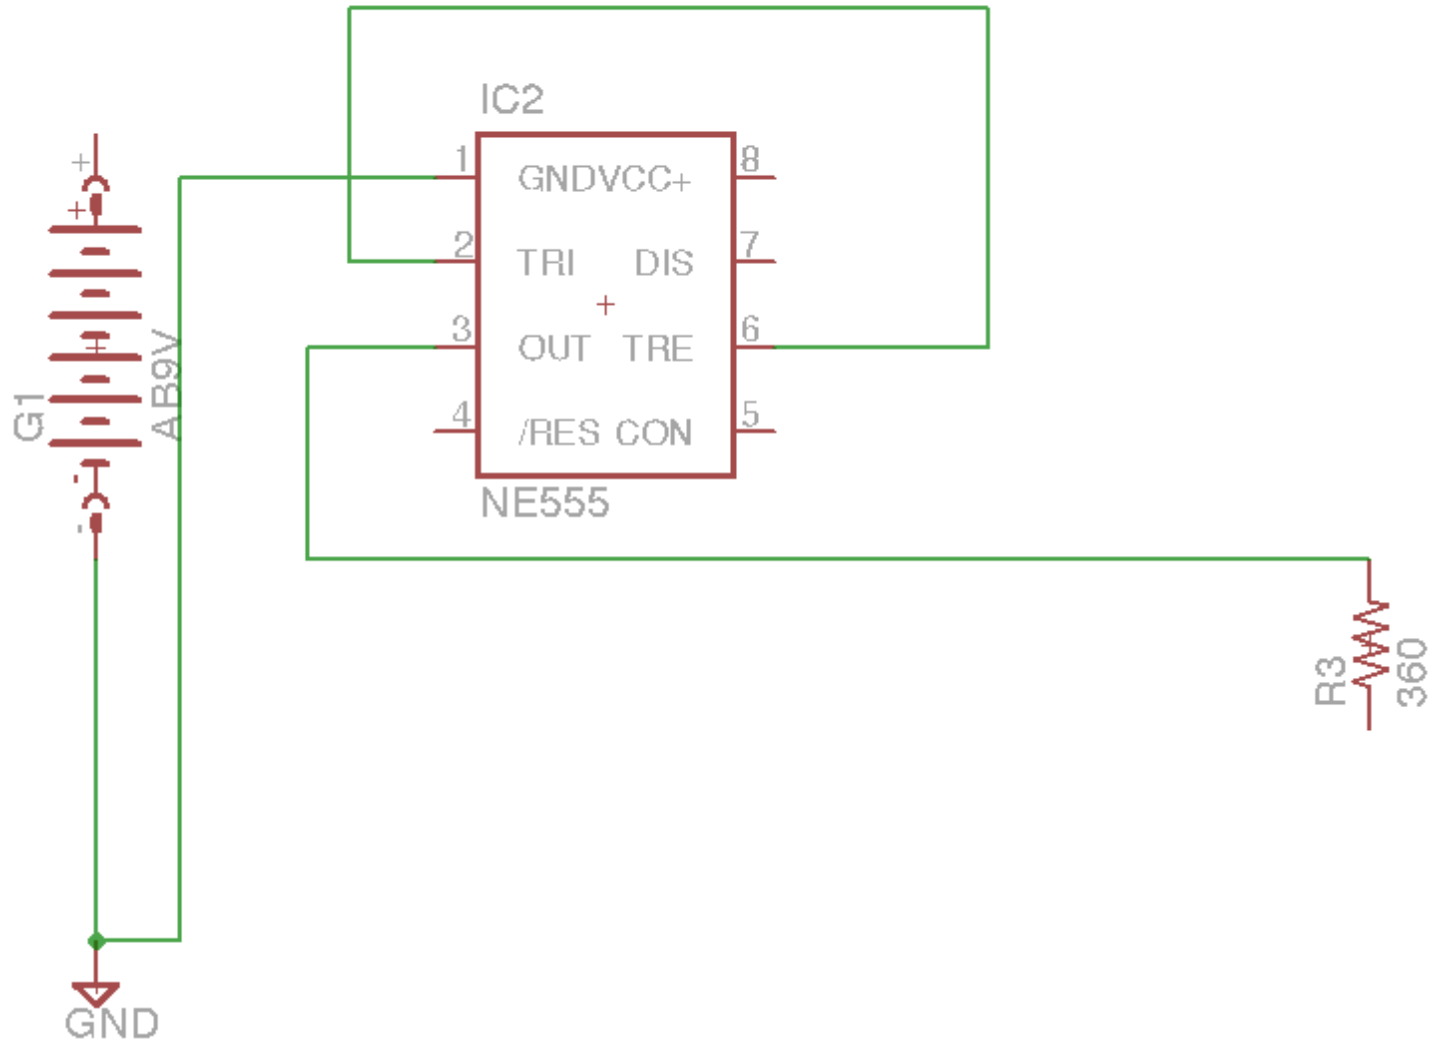 IC2
+
+
1 GNDVCC+ 8
2 TRI DIS 7
3 OUT TRE 6
4 /RES CON 5
NE555
G1
AB9V
-
-
R3
360
GND